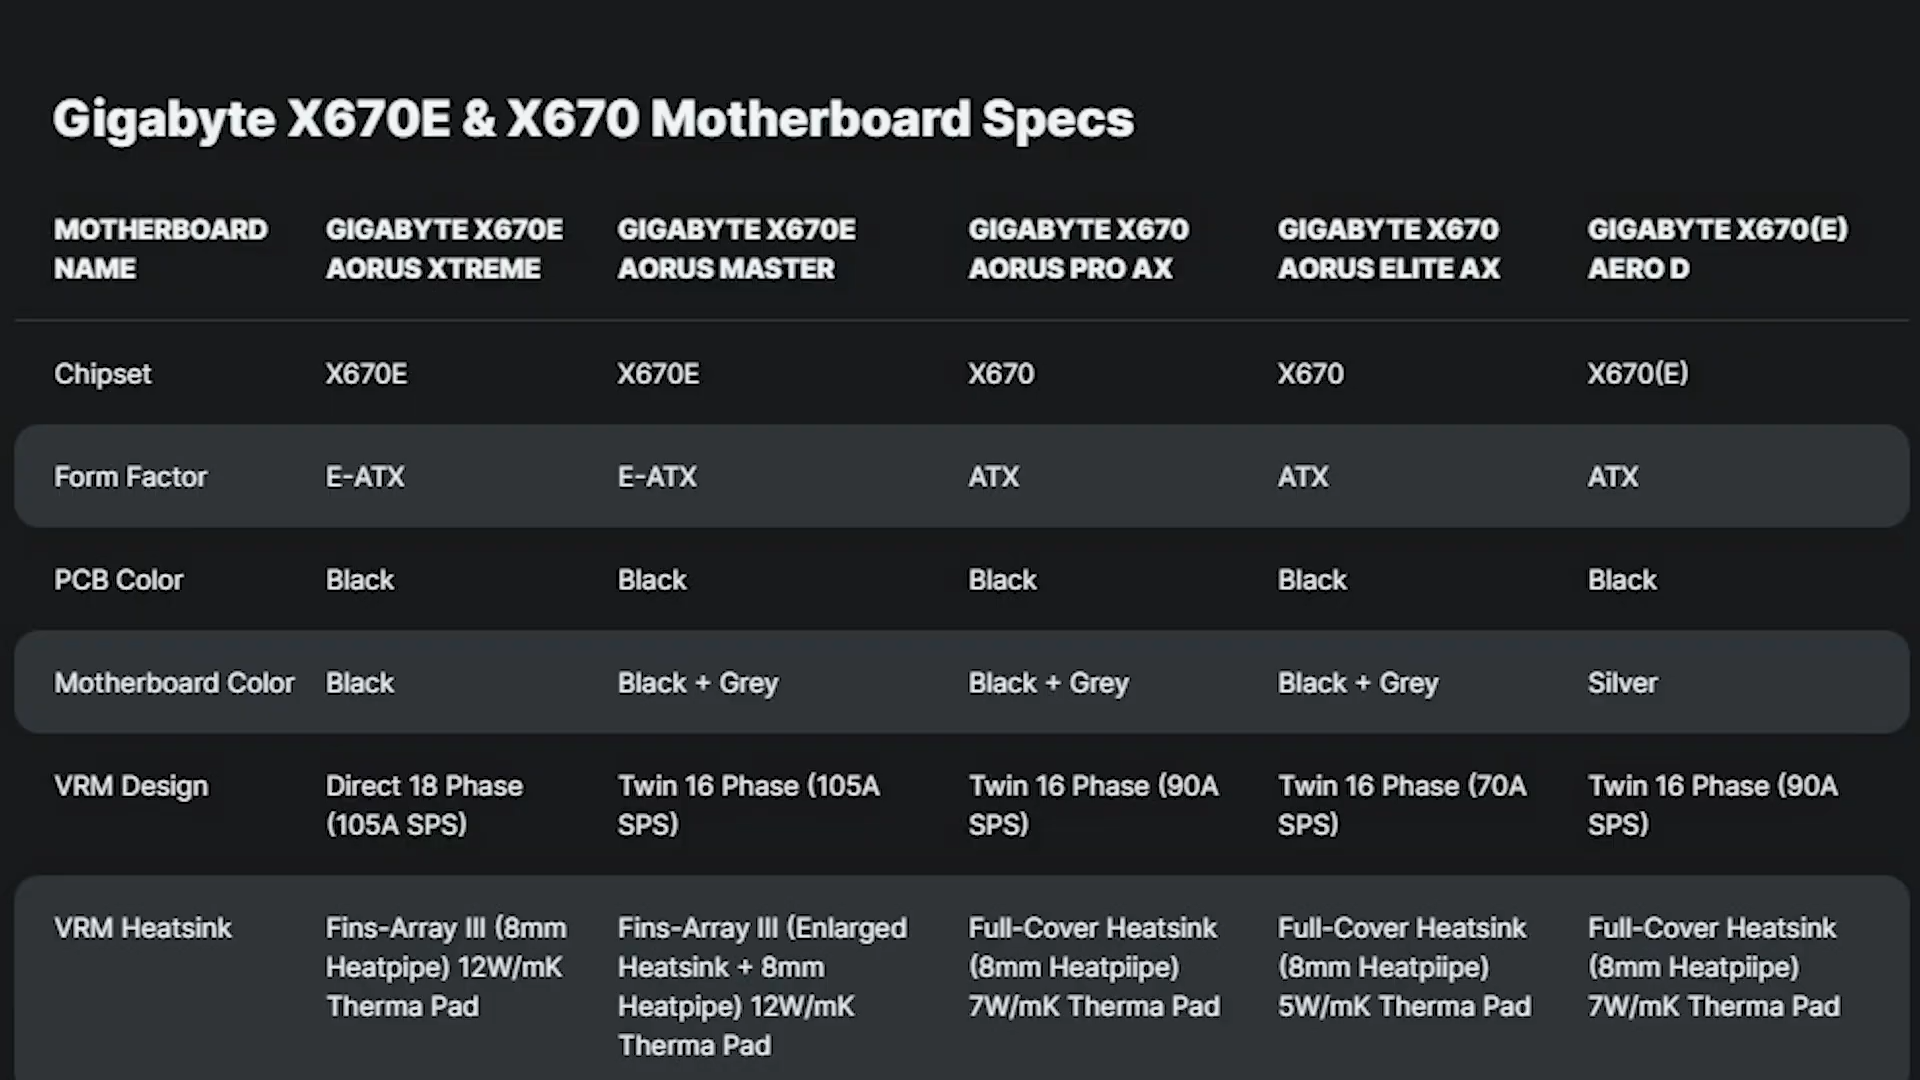 Gigabyte X670E & X670 Motherboard Specs
MOTHERBOARD NAME
GIGABYTE X670E AORUS XTREME
GIGABYTE X670E AORUS MASTER
GIGABYTE X670 AORUS PRO AX
GIGABYTE X670 AORUS ELITE AX
GIGABYTE X670(E) AERO D
Chipset
X670E
X670E
X670
X670
X670(E)
Form Factor
E-ATX
E-ATX
ATX
ATX
ATX
PCB Color
Black
Black
Black
Black
Black
Motherboard Color
Black
Black + Grey
Black + Grey
Black + Grey
Silver
VRM Design
Direct 18 Phase
(105A SPS)
Twin 16 Phase (105A
SPS)
Twin 16 Phase (90A
SPS)
Twin 16 Phase (70A
SPS)
Twin 16 Phase (90A
SPS)
VRM Heatsink
Fins-Array III (8mm
Heatpipe) 12W/mK
Therma Pad
Fins-Array III (Enlarged
Heatsink + 8mm
Heatpipe) 12W/mK
Therma Pad
Full-Cover Heatsink
(8mm Heatpiipe)
7W/mK Therma Pad
Full-Cover Heatsink
(8mm Heatpiipe)
5W/mK Therma Pad
Full-Cover Heatsink
(8mm Heatpiipe)
7W/mK Therma Pad